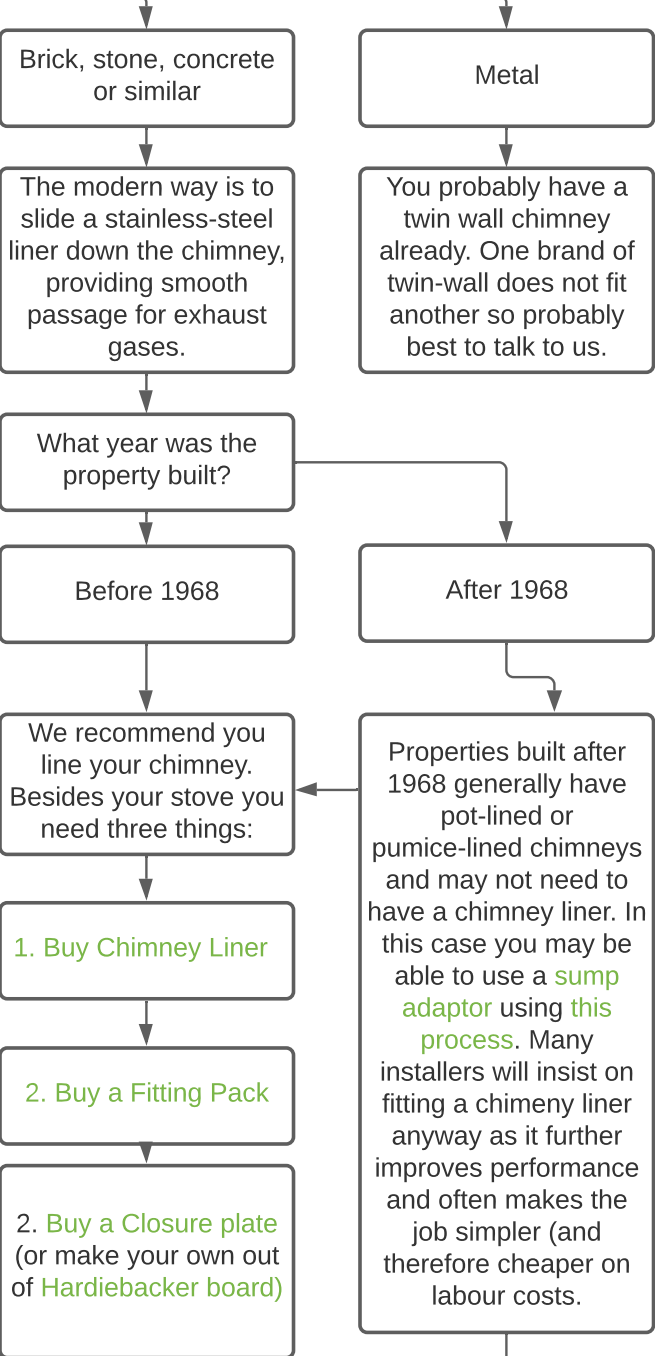 Brick, stone, concrete
or similar
Metal
The modern way is to
slide a stainless-steel
liner down the chimney,
providing smooth
passage for exhaust
gases.
You probably have a
twin wall chimney
already. One brand of
twin-wall does not fit
another so probably
best to talk to us.
What year was the
property built?
Before 1968
After 1968
We recommend you
line your chimney.
Besides your stove you
need three things:
Properties built after
1968 generally have
pot-lined or
pumice-lined chimneys
and may not need to
have a chimney liner. In
this case you may be
able to use a sump
adaptor using this
process. Many
installers will insist on
fitting a chimeny liner
anyway as it further
improves performance
and often makes the
job simpler (and
therefore cheaper on
labour costs.
1. Buy Chimney Liner
2. Buy a Fitting Pack
2. Buy a Closure plate
(or make your own out
of Hardiebacker board)